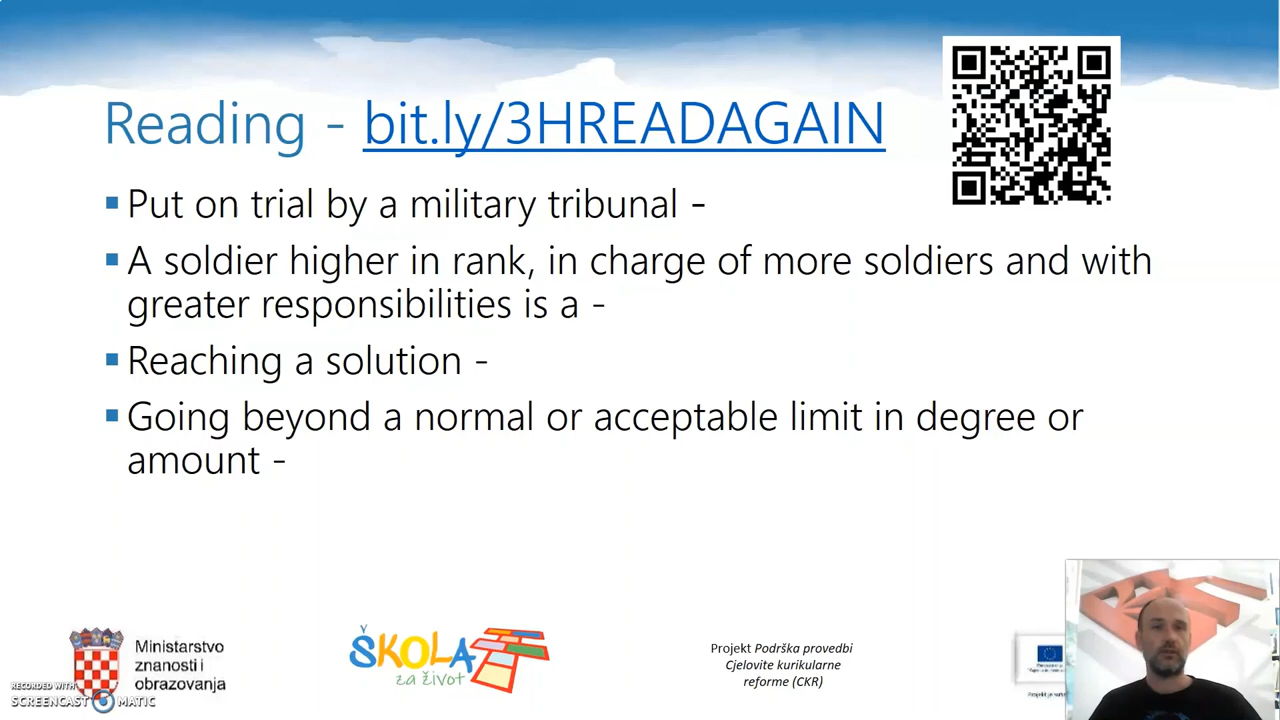 Reading - bit.ly/3HREADAGAIN
Put on trial by a military tribunal -
A soldier higher in rank, in charge of more soldiers and with
greater responsibilities is a -
Reaching a solution -
Going beyond a normal or acceptable limit in degree or
amount -
Ministarstvo
znanosti i
obrazovanja
ŠKOLA
za život
Projekt Podrška provedbi
Cjelovite kurikularne
reforme (CKR)
RECORDED WITH
SCREENCAST MATIC